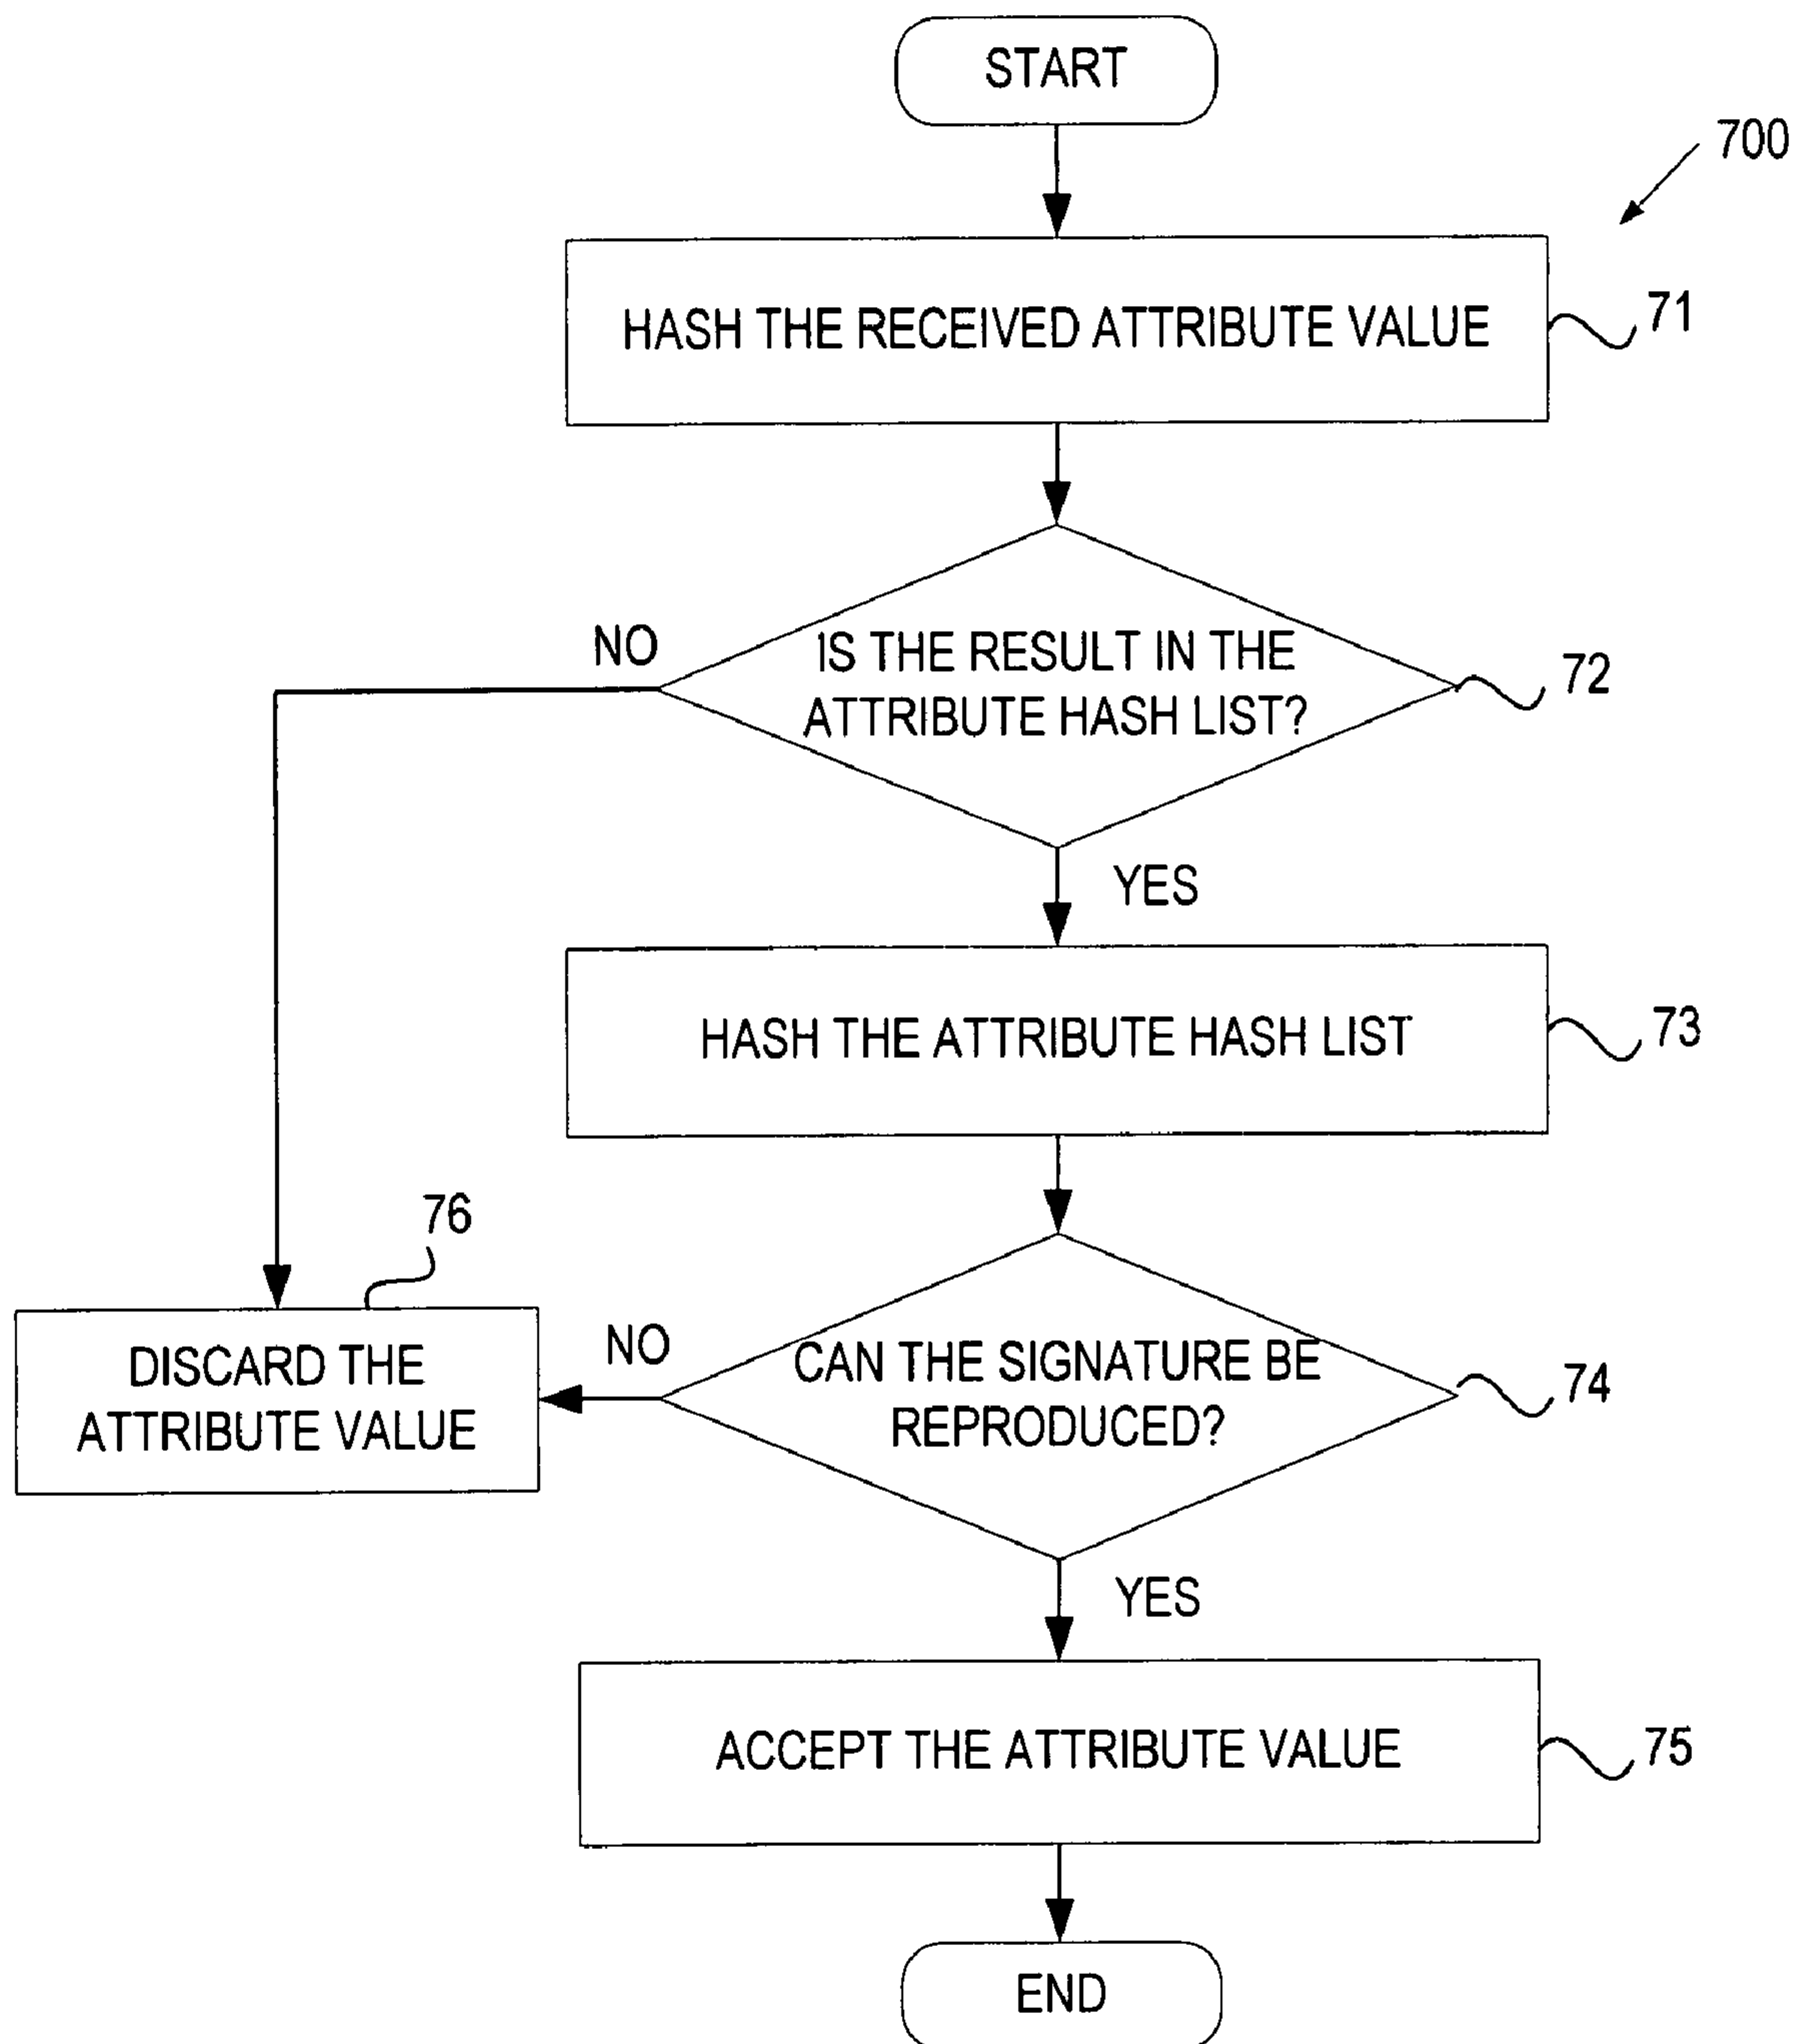 START
700
HASH THE RECEIVED ATTRIBUTE VALUE
71
NO
IS THE RESULT IN THE
ATTRIBUTE HASH LIST?
72
YES
HASH THE ATTRIBUTE HASH LIST
73
76
DISCARD THE
ATTRIBUTE VALUE
NO
CAN THE SIGNATURE BE
REPRODUCED?
74
YES
ACCEPT THE ATTRIBUTE VALUE
75
END